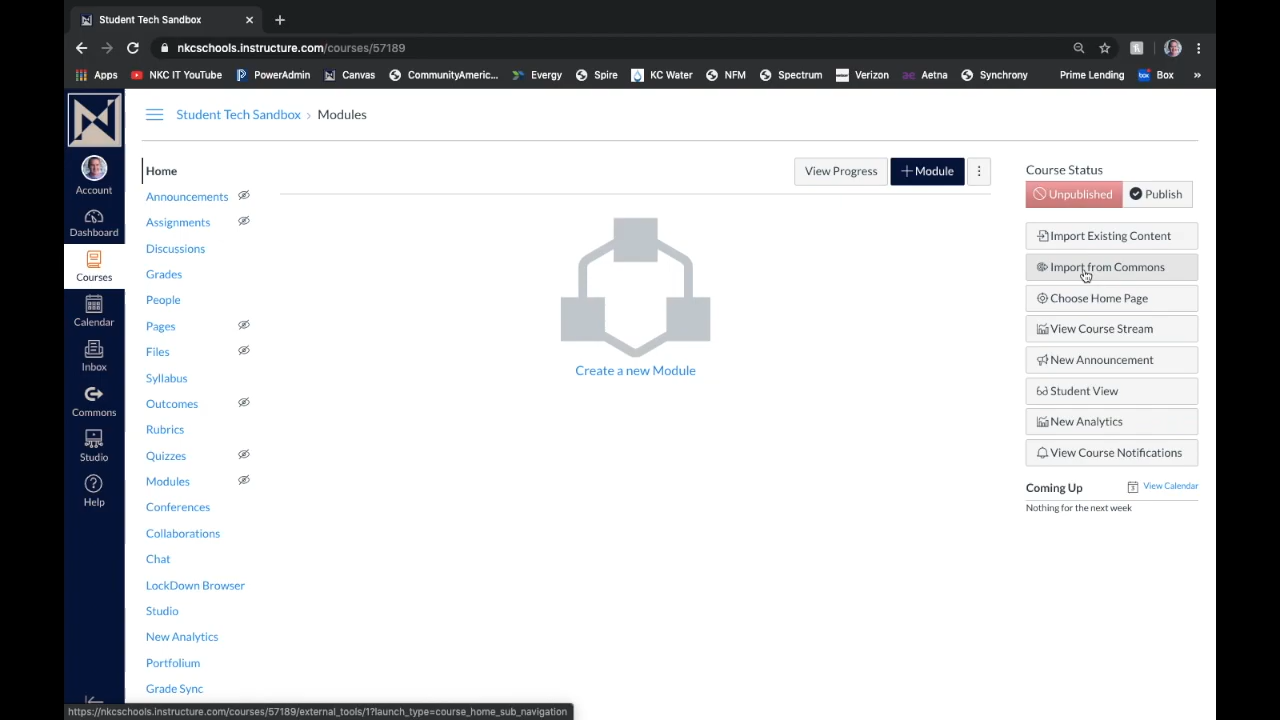 Student Tech Sandbox
nkcschools.instructure.com/courses/57189
Apps NKC IT YouTube PowerAdmin Canvas CommunityAmeric... Evergy Spire KC Water NFM Spectrum Verizon Aetna Synchrony Prime Lending Box »
Student Tech Sandbox › Modules
Account
Dashboard
Courses
Calendar
Inbox
Commons
Studio
Help
Home
Announcements
Assignments
Discussions
Grades
People
Pages
Files
Syllabus
Outcomes
Rubrics
Quizzes
Modules
Conferences
Collaborations
Chat
LockDown Browser
Studio
New Analytics
Portfolium
Grade Sync
View Progress + Module
Create a new Module
Course Status
Unpublished Publish
Import Existing Content
Import from Commons
Choose Home Page
View Course Stream
New Announcement
Student View
New Analytics
View Course Notifications
Coming Up View Calendar
Nothing for the next week
https://nkcschools.instructure.com/courses/57189/external_tools/1?launch_type=course_home_sub_navigation